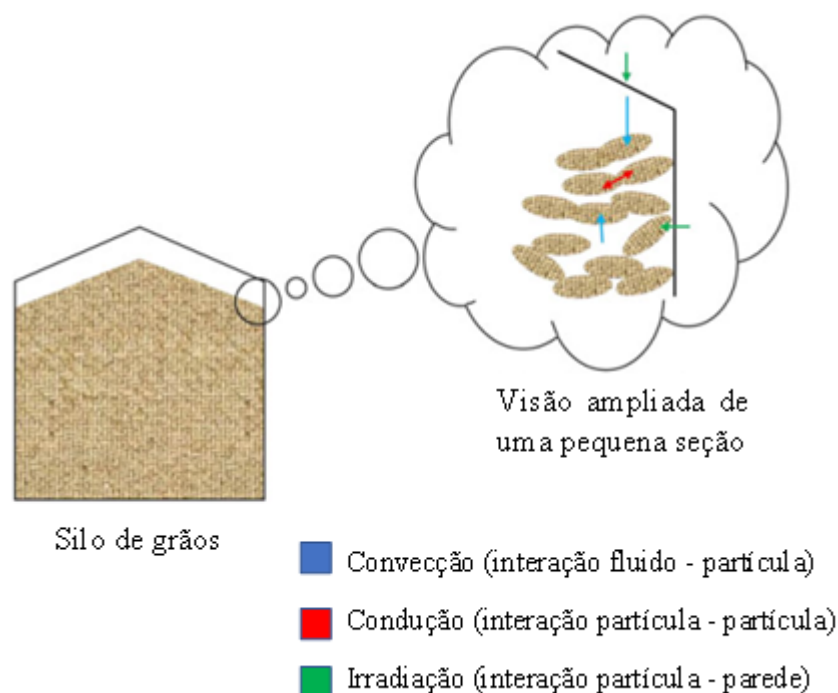 Visão ampliada de
uma pequena seção
Silo de grãos
Convecção (interação fluido - partícula)
Condução (interação partícula - partícula)
Irradiação (interação partícula - parede)